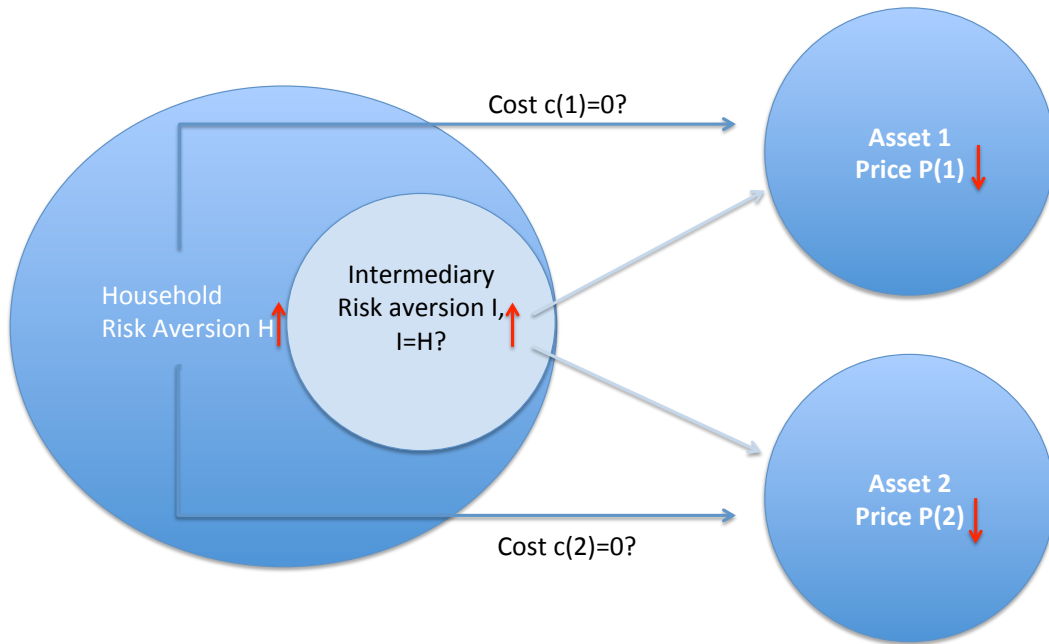 Cost c(1)=0?
Asset 1
Price P(1)
Household
Risk Aversion H
Intermediary
Risk aversion I,
I=H?
Asset 2
Price P(2)
Cost c(2)=0?